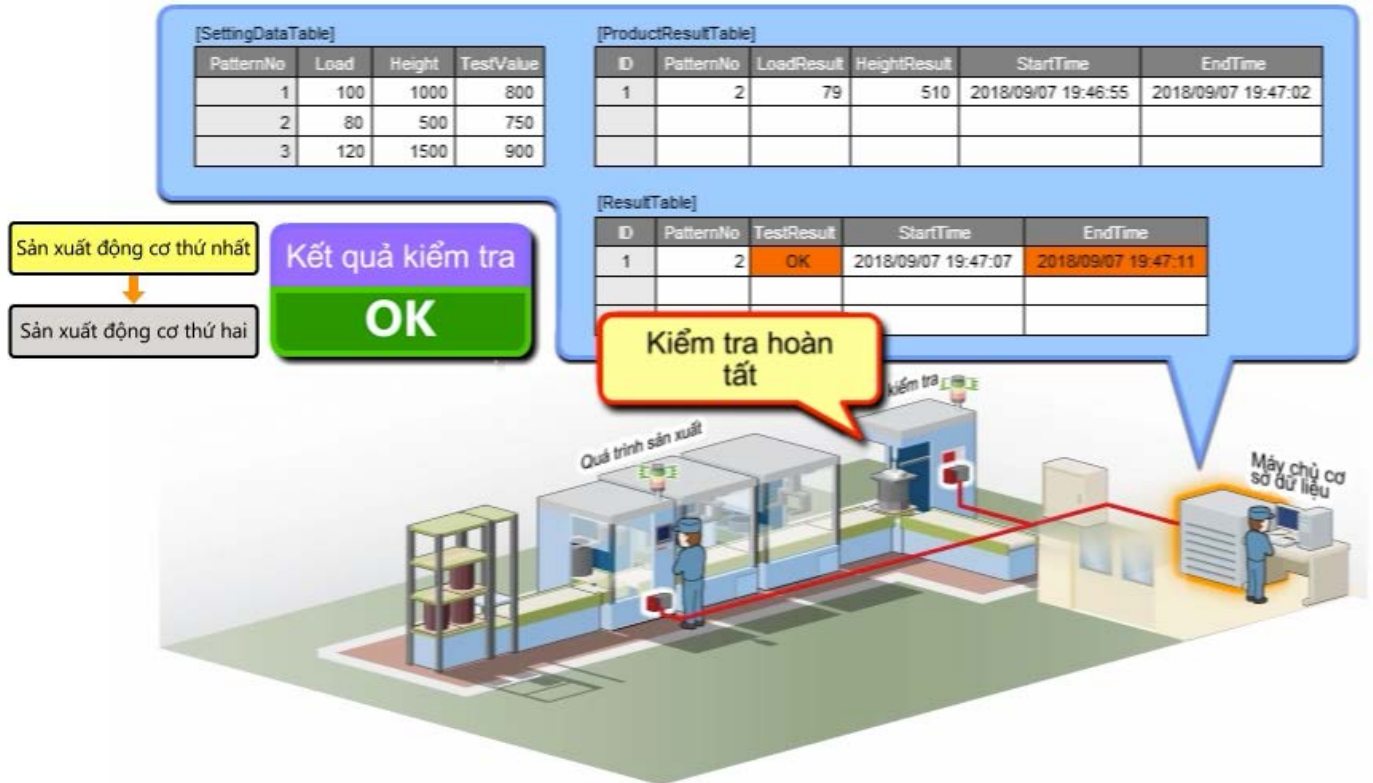 [SettingDataTable]
PatternNo Load Height TestValue
1 100 1000 800
2 80 500 750
3 120 1500 900
[ProductResultTable]
ID PatternNo LoadResult HeightResult StartTime EndTime
1 2 79 510 2018/09/07 19:46:55 2018/09/07 19:47:02
[ResultTable]
ID PatternNo TestResult StartTime EndTime
1 2 OK 2018/09/07 19:47:07 2018/09/07 19:47:11
Sản xuất động cơ thứ nhất
Sản xuất động cơ thứ hai
Kết quả kiểm tra
OK
Kiểm tra hoàn
tất
kiểm tra
Quá trình sản xuất
Máy chủ cơ
sở dữ liệu